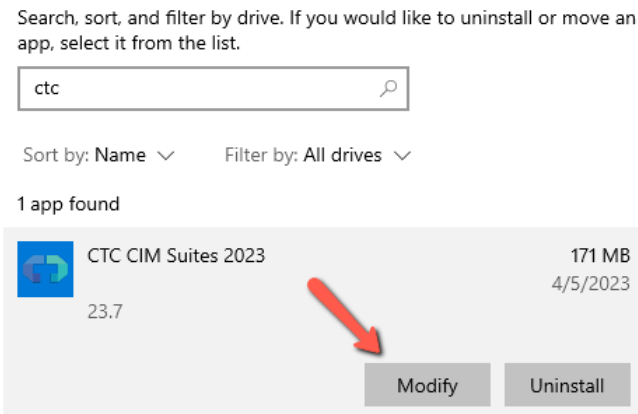 Search, sort, and filter by drive. If you would like to uninstall or move an
app, select it from the list.
ctc
Sort by: Name Filter by: All drives
1 app found
CTC CIM Suites 2023 171 MB
4/5/2023
23.7
Modify Uninstall